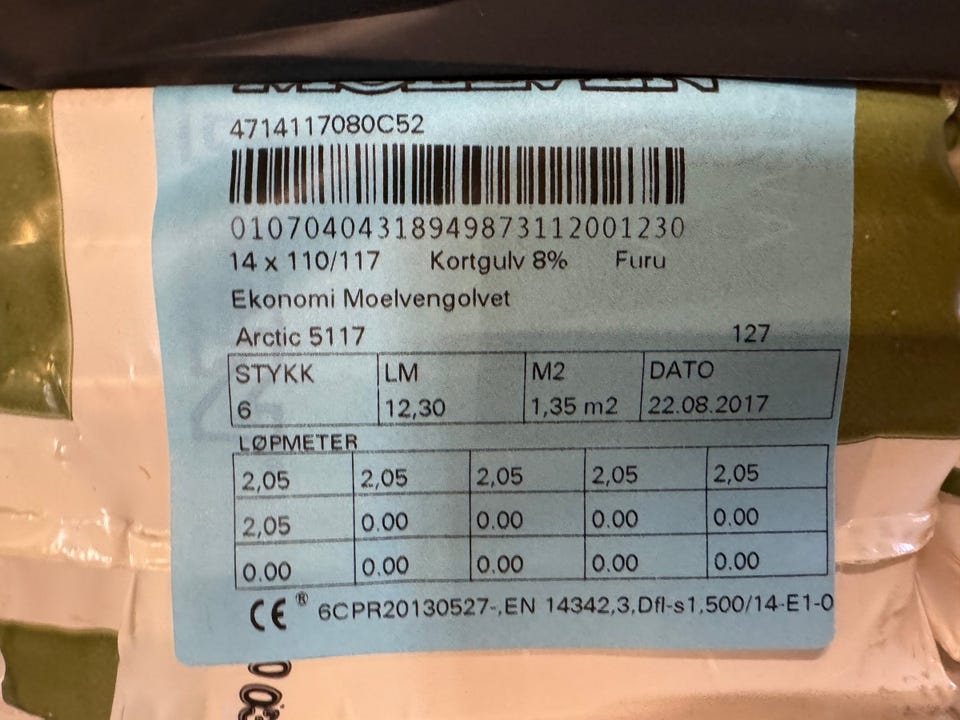 MOELVEN
4714117080C52
01070404318949873112001230
14 x 110/117 Kortgulv 8% Furu
Ekonomi Moelvengolvet
Arctic 5117 127
STYKK LM M2 DATO
6 12,30 1,35 m2 22.08.2017
LØPMETER
2,05 2,05 2,05 2,05 2,05
2,05 0.00 0.00 0.00 0.00
0.00 0.00 0.00 0.00 0.00
CE ® 6CPR20130527-,EN 14342,3,Dfl-s1,500/14-E1-0